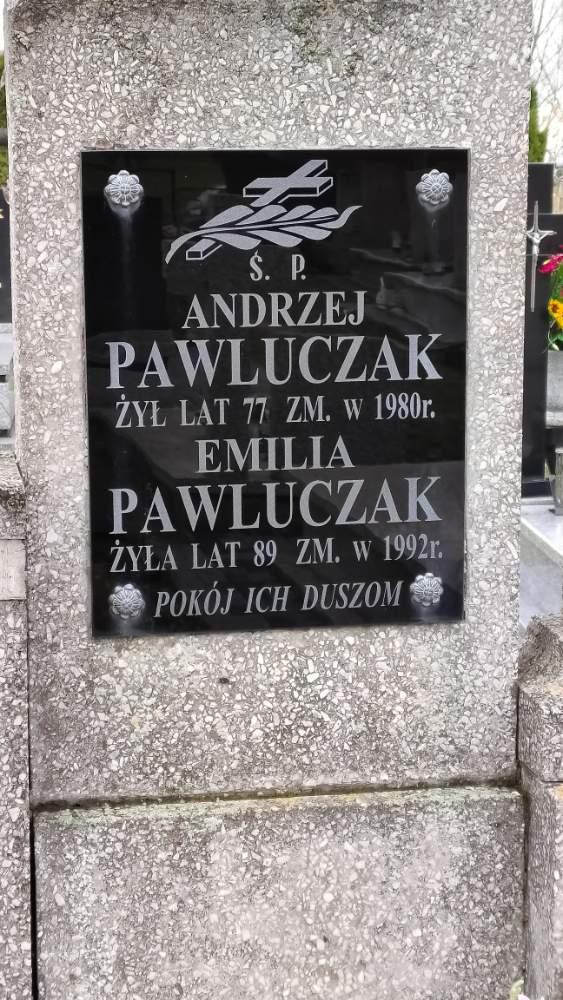 Ś. P.
ANDRZEJ
PAWLUCZAK
ŻYŁ LAT 77 ZM. W 1980r.
EMILIA
PAWLUCZAK
ŻYŁA LAT 89 ZM. W 1992r.
POKÓJ ICH DUSZOM